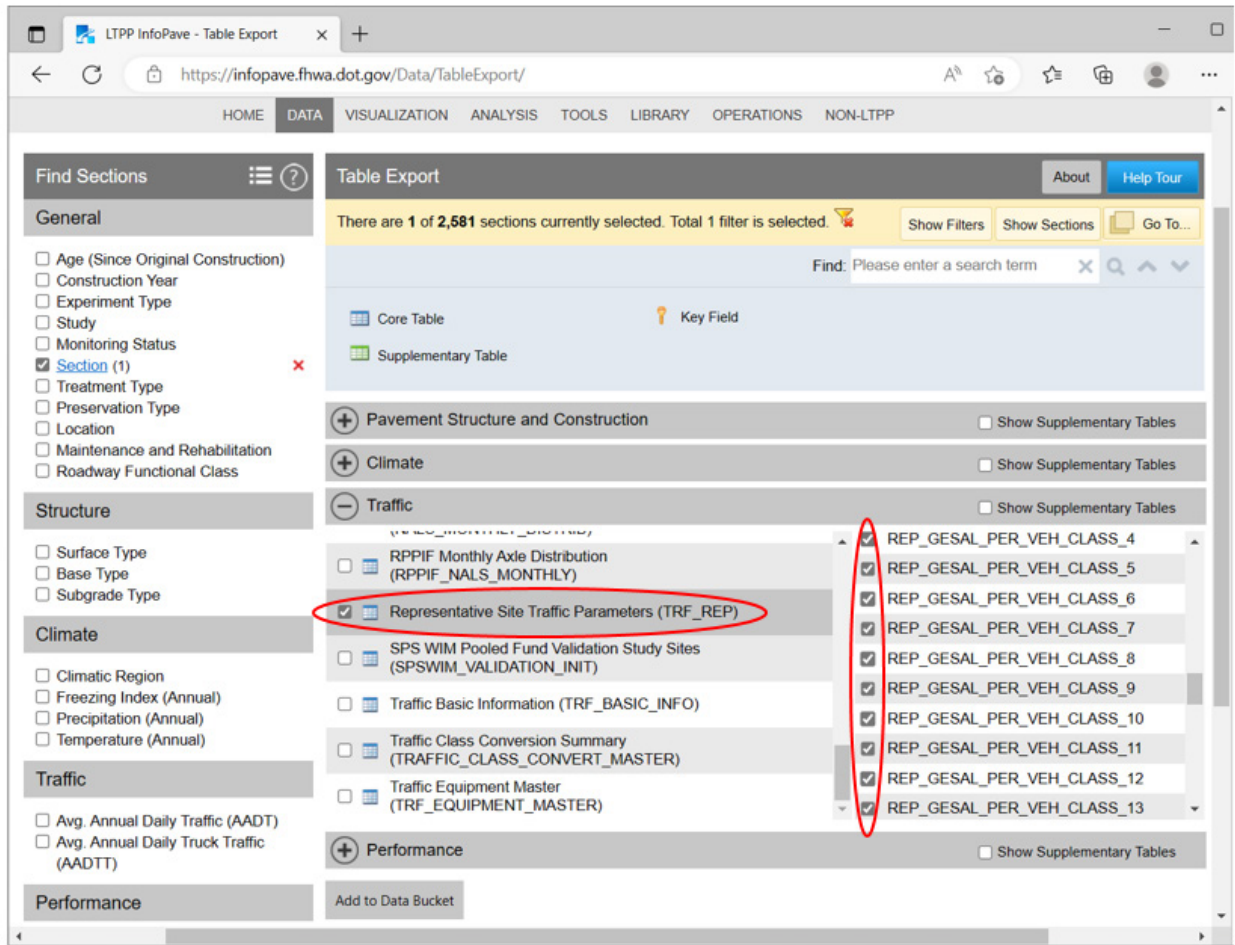 LTPP InfoPave - Table Export
https://infopave.fhwa.dot.gov/Data/TableExport/
HOME DATA VISUALIZATION ANALYSIS TOOLS LIBRARY OPERATIONS NON-LTPP
Find Sections
General
Age (Since Original Construction)
Construction Year
Experiment Type
Study
Monitoring Status
Section (1)
Treatment Type
Preservation Type
Location
Maintenance and Rehabilitation
Roadway Functional Class
Structure
Surface Type
Base Type
Subgrade Type
Climate
Climatic Region
Freezing Index (Annual)
Precipitation (Annual)
Temperature (Annual)
Traffic
Avg. Annual Daily Traffic (AADT)
Avg. Annual Daily Truck Traffic
(AADTT)
Performance
Table Export
About
Help Tour
There are 1 of 2,581 sections currently selected. Total 1 filter is selected.
Show Filters
Show Sections
Go To...
Find: Please enter a search term
Core Table
Key Field
Supplementary Table
Pavement Structure and Construction
Show Supplementary Tables
Climate
Show Supplementary Tables
Traffic
Show Supplementary Tables
RPPIF Monthly Axle Distribution
(RPPIF_NALS_MONTHLY)
Representative Site Traffic Parameters (TRF_REP)
SPS WIM Pooled Fund Validation Study Sites
(SPSWIM_VALIDATION_INIT)
Traffic Basic Information (TRF_BASIC_INFO)
Traffic Class Conversion Summary
(TRAFFIC_CLASS_CONVERT_MASTER)
Traffic Equipment Master
(TRF_EQUIPMENT_MASTER)
REP_GESAL_PER_VEH_CLASS_4
REP_GESAL_PER_VEH_CLASS_5
REP_GESAL_PER_VEH_CLASS_6
REP_GESAL_PER_VEH_CLASS_7
REP_GESAL_PER_VEH_CLASS_8
REP_GESAL_PER_VEH_CLASS_9
REP_GESAL_PER_VEH_CLASS_10
REP_GESAL_PER_VEH_CLASS_11
REP_GESAL_PER_VEH_CLASS_12
REP_GESAL_PER_VEH_CLASS_13
Performance
Show Supplementary Tables
Add to Data Bucket